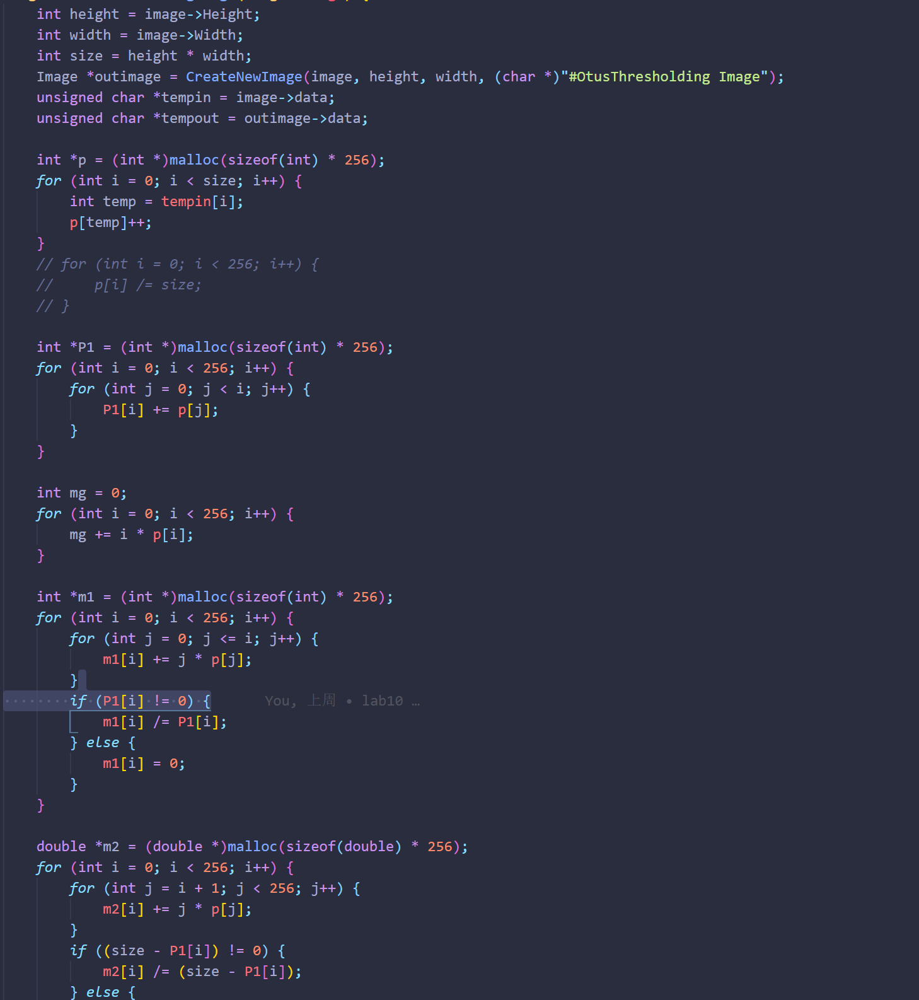 int height = image->Height;
int width = image->Width;
int size = height * width;
Image *outimage = CreateNewImage(image, height, width, (char *)"#OtusThresholding Image");
unsigned char *tempin = image->data;
unsigned char *tempout = outimage->data;
int *p = (int *)malloc(sizeof(int) * 256);
for (int i = 0; i < size; i++) {
int temp = tempin[i];
p[temp]++;
}
// for (int i = 0; i < 256; i++) {
//     p[i] /= size;
// }
int *P1 = (int *)malloc(sizeof(int) * 256);
for (int i = 0; i < 256; i++) {
for (int j = 0; j < i; j++) {
P1[i] += p[j];
}
}
int mg = 0;
for (int i = 0; i < 256; i++) {
mg += i * p[i];
}
int *m1 = (int *)malloc(sizeof(int) * 256);
for (int i = 0; i < 256; i++) {
for (int j = 0; j <= i; j++) {
m1[i] += j * p[j];
}
if (P1[i] != 0) { You, 上周 • lab10 …
m1[i] /= P1[i];
} else {
m1[i] = 0;
}
}
double *m2 = (double *)malloc(sizeof(double) * 256);
for (int i = 0; i < 256; i++) {
for (int j = i + 1; j < 256; j++) {
m2[i] += j * p[j];
}
if ((size - P1[i]) != 0) {
m2[i] /= (size - P1[i]);
} else {